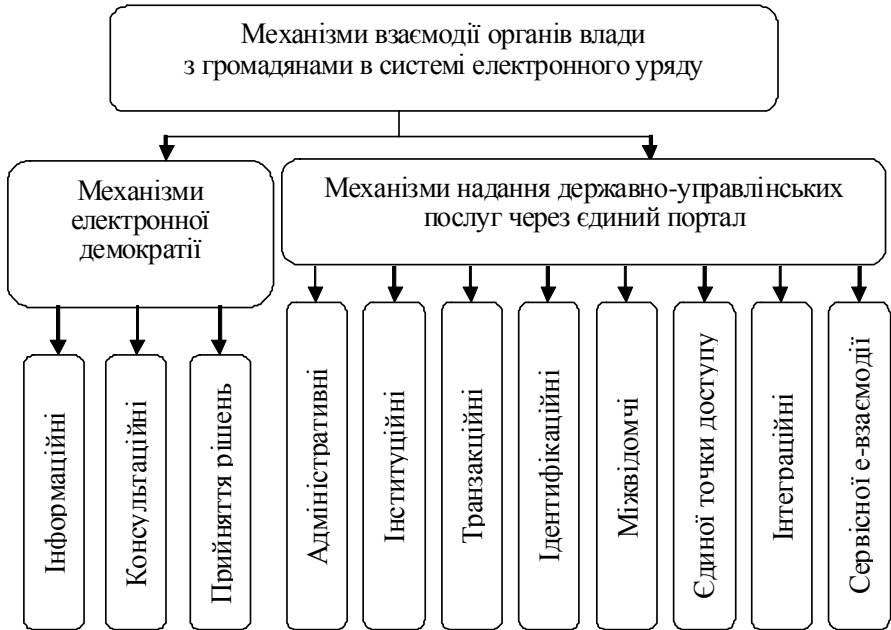 Механізми взаємодії органів влади
з громадянами в системі електронного уряду
Механізми
електронної
демократії
Механізми надання державно-управлінських
послуг через єдиний портал
Інформаційні
Консультаційні
Прийняття рішень
Адміністративні
Інституційні
Транзакційні
Ідентифікаційні
Міжвідомчі
Єдиної точки доступу
Інтеграційні
Сервісної е-взаємодії